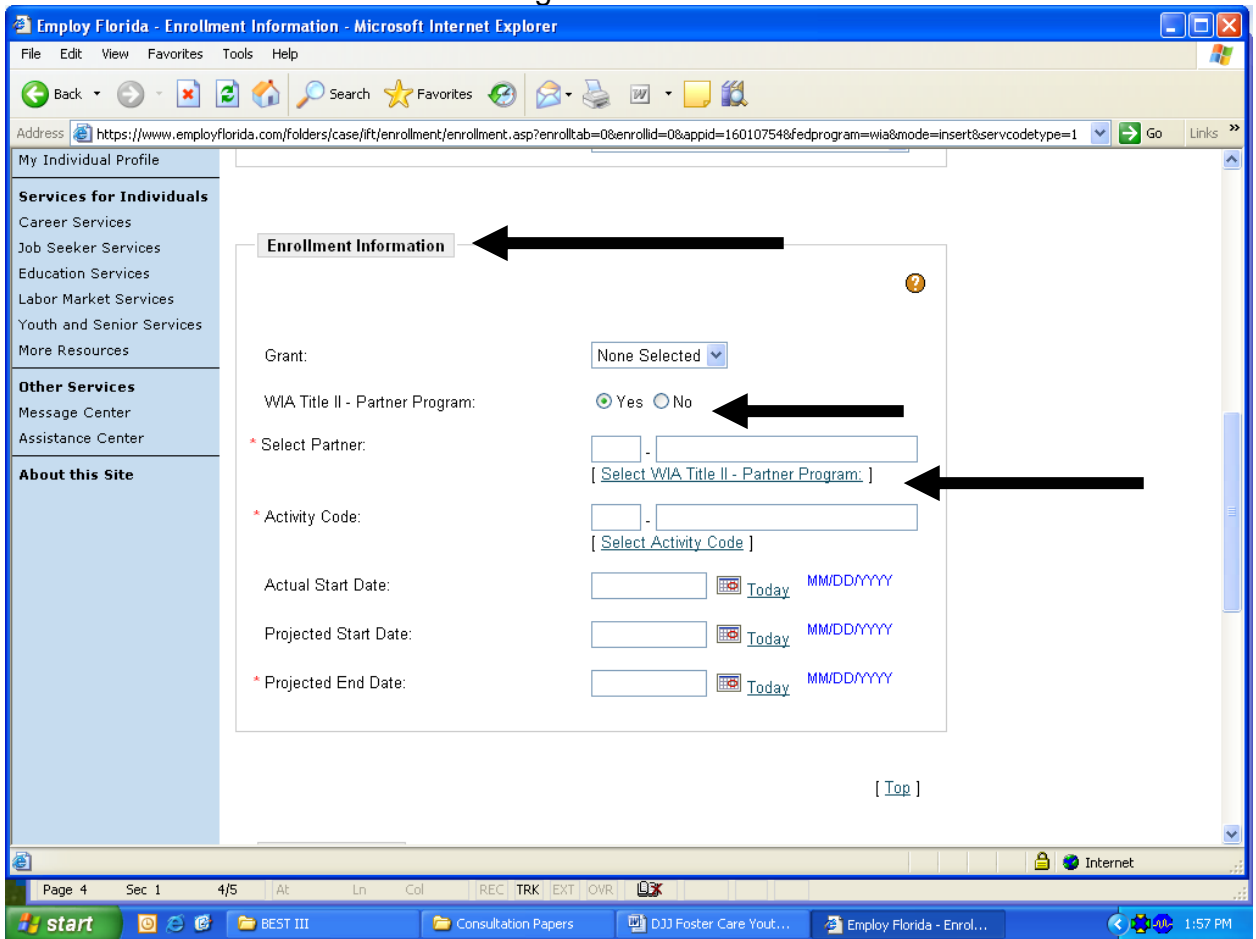 Employ Florida - Enrollment Information - Microsoft Internet Explorer
File Edit View Favorites Tools Help
Back Search Favorites
Address https://www.employflorida.com/folders/case/ift/enrollment/enrollment.asp?enrolltab=0&enrollid=0&appid=16010754&fedprogram=wia&mode=insert&servcodetype=1 Go Links »
My Individual Profile
Services for Individuals
Career Services
Job Seeker Services
Education Services
Labor Market Services
Youth and Senior Services
More Resources
Other Services
Message Center
Assistance Center
About this Site
Enrollment Information
?
Grant: None Selected
WIA Title II - Partner Program: Yes No
* Select Partner: -
[ Select WIA Title II - Partner Program: ]
* Activity Code: -
[ Select Activity Code ]
Actual Start Date: Today MM/DD/YYYY
Projected Start Date: Today MM/DD/YYYY
* Projected End Date: Today MM/DD/YYYY
[ Top ]
Internet
Page 4 Sec 1 4/5 At Ln Col REC TRK EXT OVR
start BEST III Consultation Papers DJJ Foster Care Yout... Employ Florida - Enrol... 1:57 PM